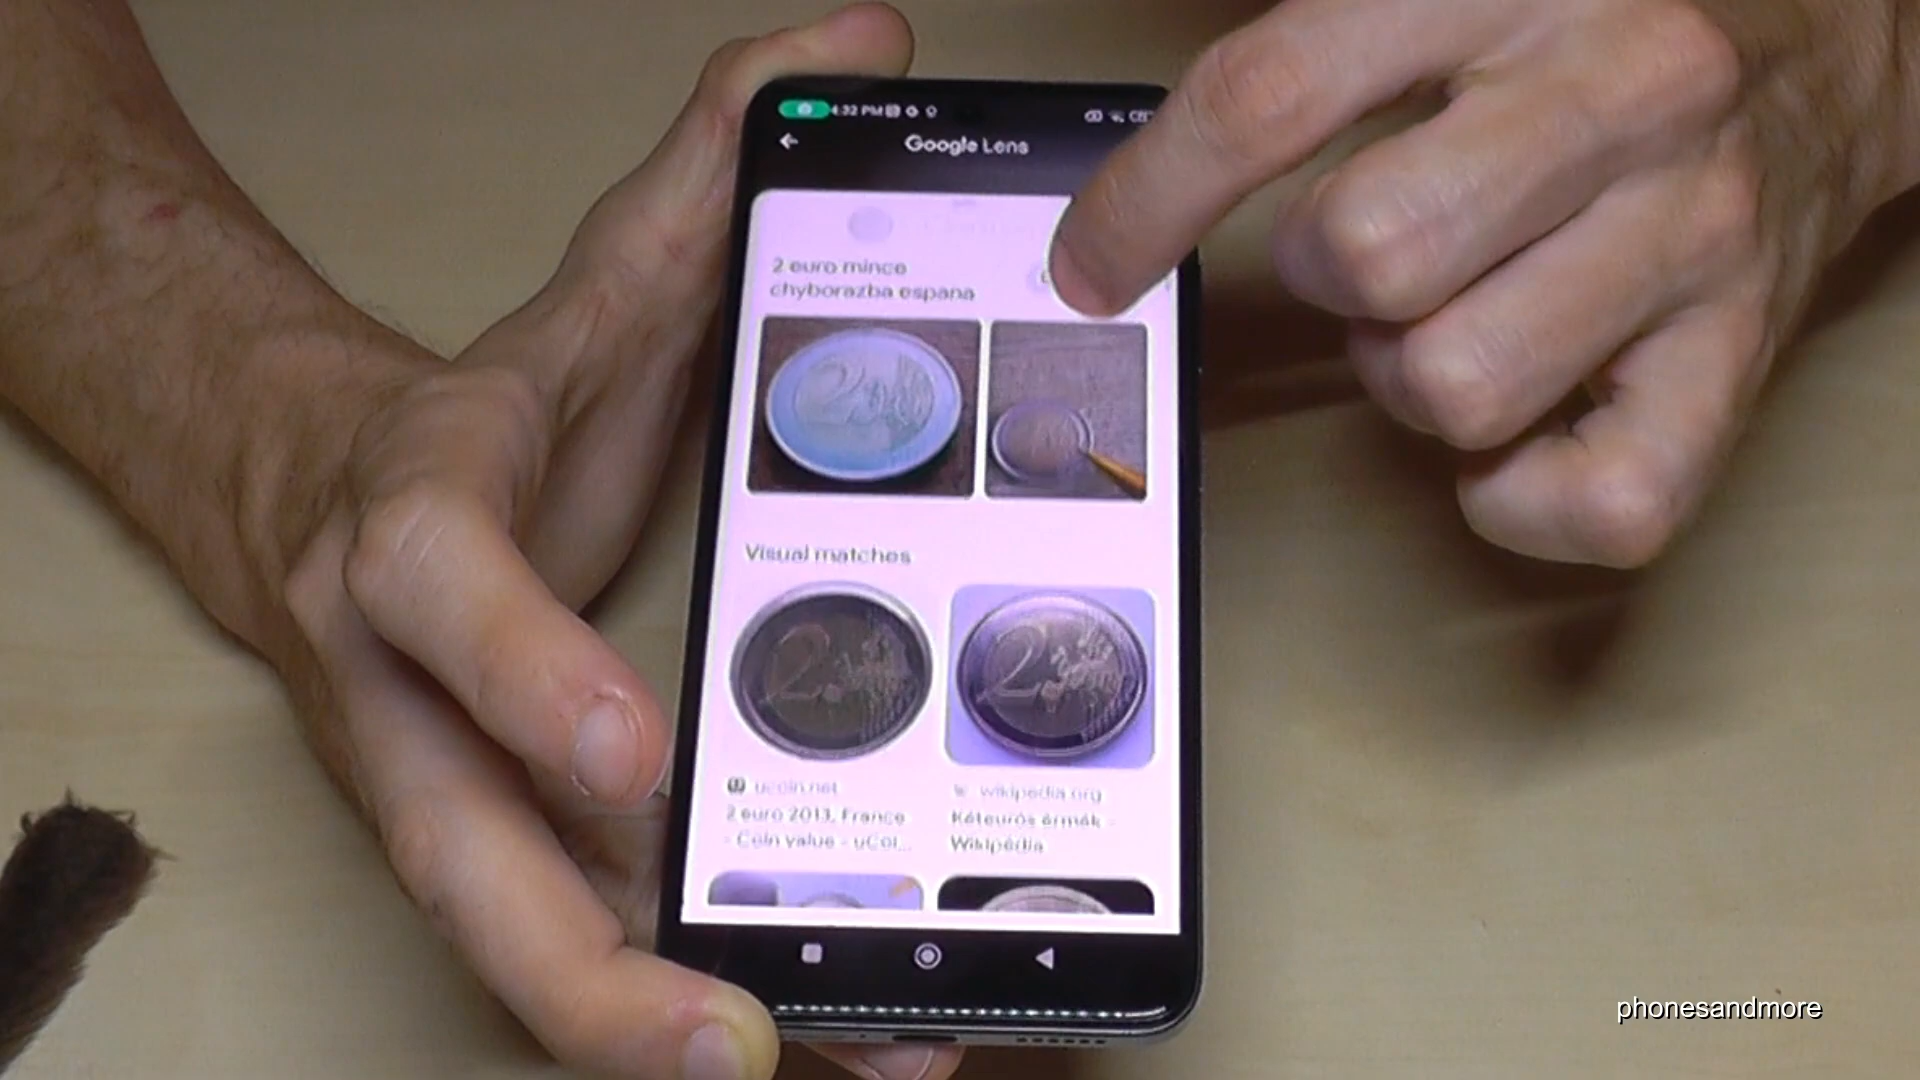 4:32 PM
Google Lens
2 euro mince
chyborazba espana
Visual matches
ucoin.net
2 euro 2013, France
- Coin value - uCoi...
wikipedia.org
Kéteurós érmék -
Wikipédia
phonesandmore